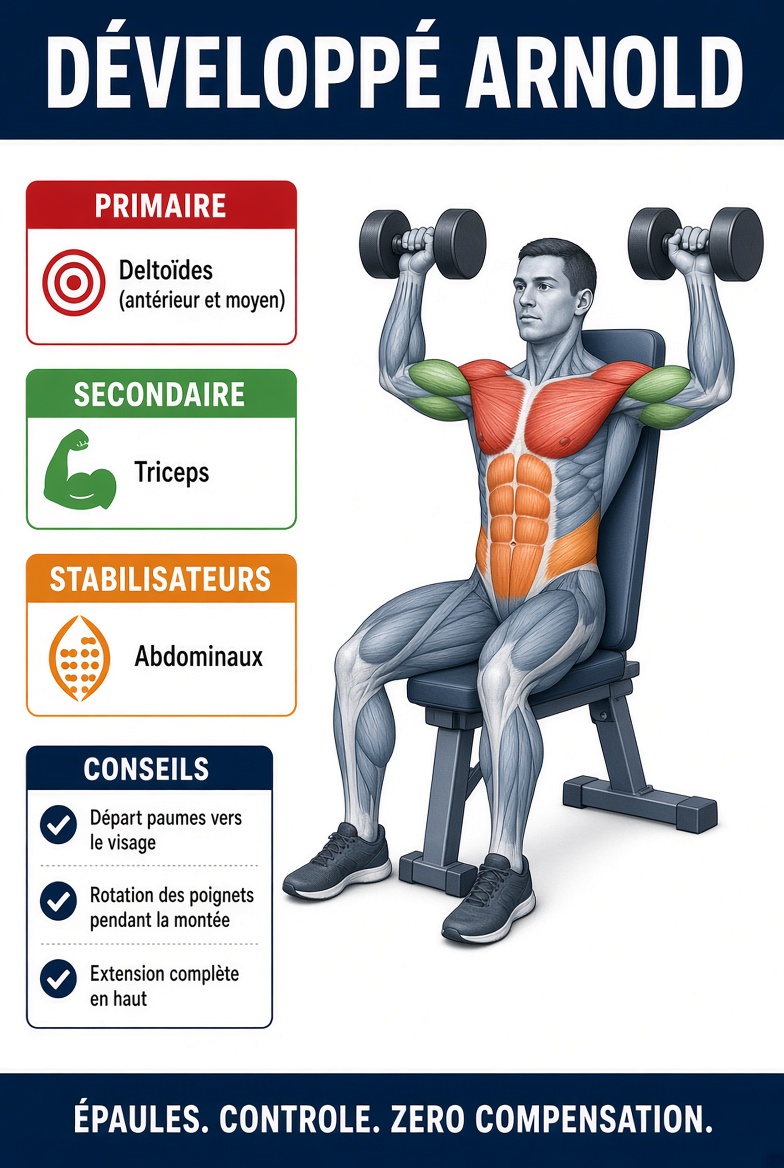 DÉVELOPPÉ ARNOLD
PRIMAIRE
Deltoïdes
(antérieur et moyen)
SECONDAIRE
Triceps
STABILISATEURS
Abdominaux
CONSEILS
Départ paumes vers
le visage
Rotation des poignets
pendant la montée
Extension complète
en haut
ÉPAULES. CONTROLE. ZERO COMPENSATION.